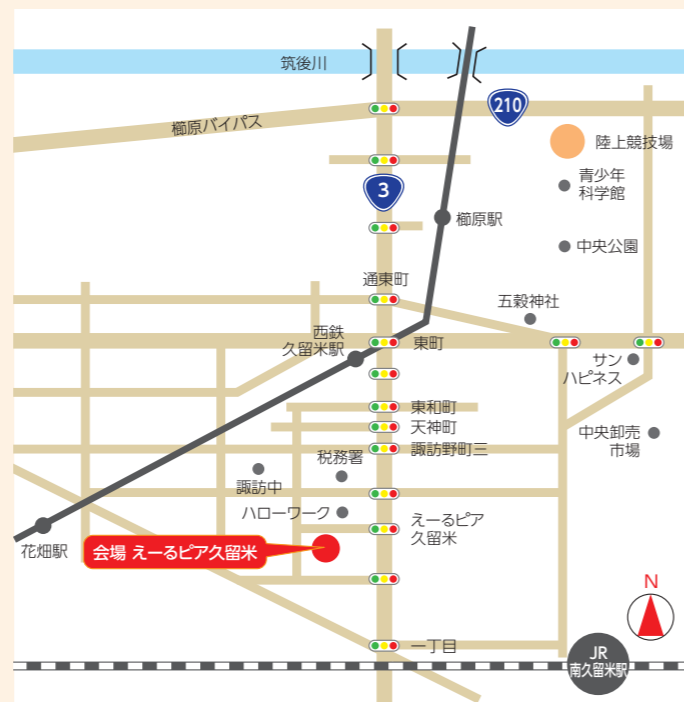 筑後川
210
櫛原バイパス
陸上競技場
3
青少年
科学館
櫛原駅
中央公園
通東町
五穀神社
西鉄
久留米駅
東町
サン
ハピネス
東和町
天神町
中央卸売
市場
諏訪野町三
税務署
諏訪中
ハローワーク
えーるピア
久留米
花畑駅
会場 えーるピア久留米
N
一丁目
JR
南久留米駅